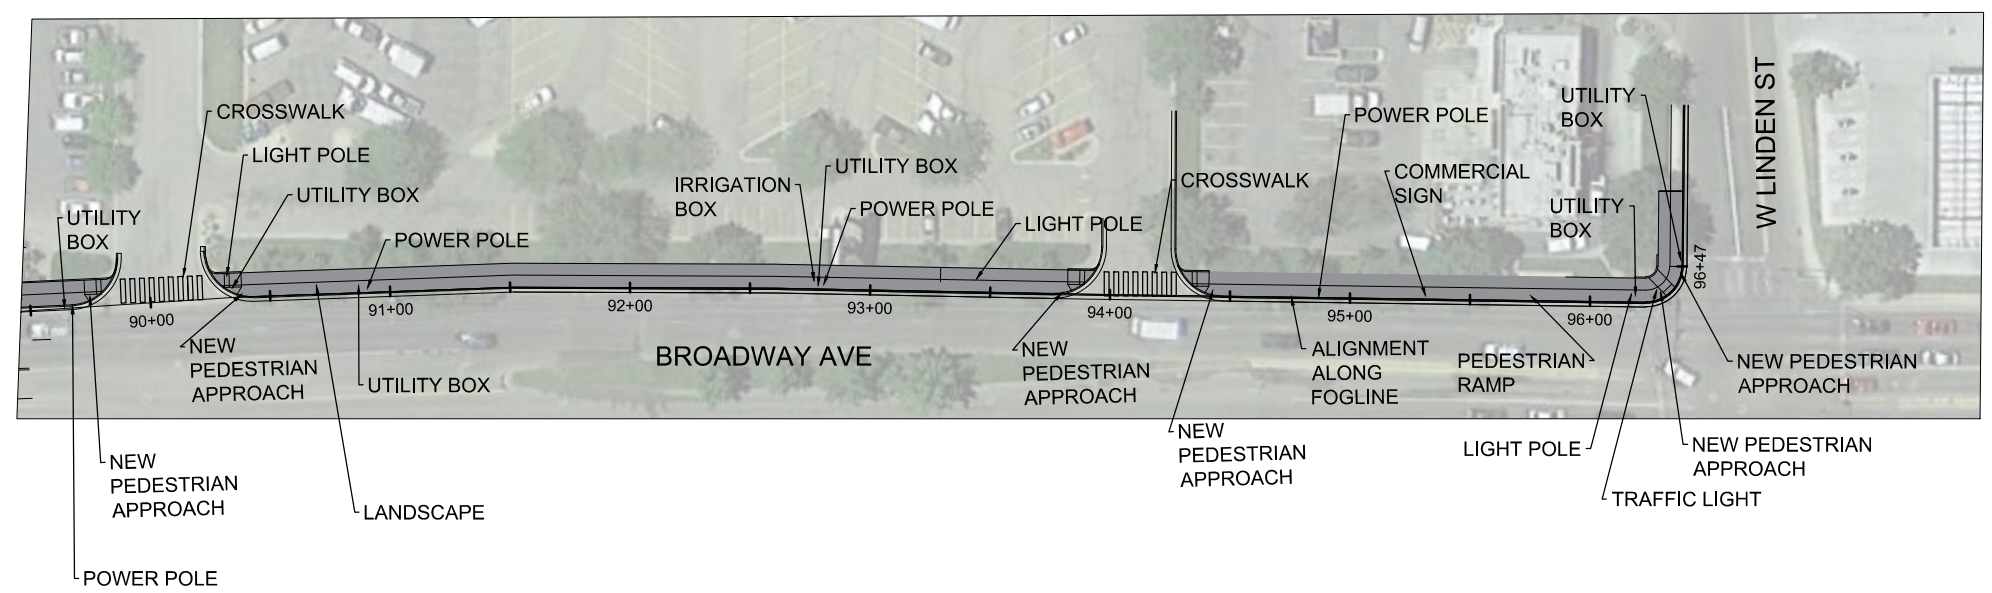 CROSSWALK
LIGHT POLE
UTILITY BOX
UTILITY
BOX
POWER POLE
IRRIGATION
BOX
UTILITY BOX
POWER POLE
LIGHT POLE
CROSSWALK
POWER POLE
COMMERCIAL
SIGN
UTILITY
BOX
UTILITY
BOX
W LINDEN ST
96+47
90+00
91+00
92+00
93+00
94+00
95+00
96+00
NEW
PEDESTRIAN
APPROACH
UTILITY BOX
BROADWAY AVE
NEW
PEDESTRIAN
APPROACH
ALIGNMENT
ALONG
FOGLINE
PEDESTRIAN
RAMP
NEW PEDESTRIAN
APPROACH
NEW
PEDESTRIAN
APPROACH
LANDSCAPE
NEW
PEDESTRIAN
APPROACH
LIGHT POLE
NEW PEDESTRIAN
APPROACH
TRAFFIC LIGHT
POWER POLE